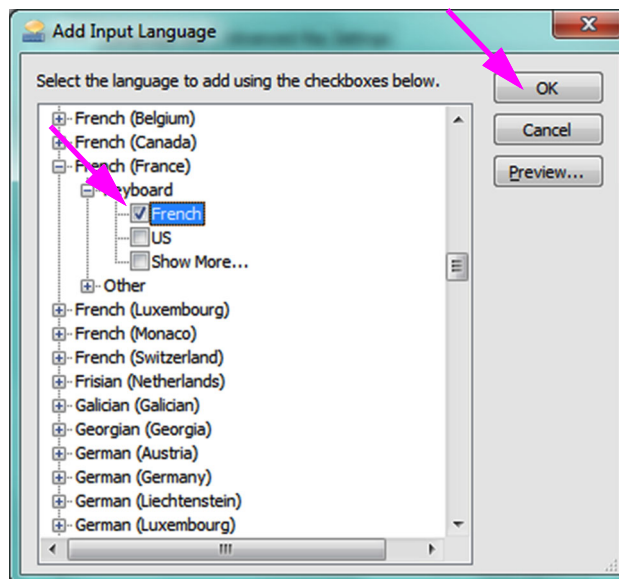 Add Input Language
Select the language to add using the checkboxes below.
OK
Cancel
Preview...
French (Belgium)
French (Canada)
French (France)
Keyboard
French
US
Show More...
Other
French (Luxembourg)
French (Monaco)
French (Switzerland)
Frisian (Netherlands)
Galician (Galician)
Georgian (Georgia)
German (Austria)
German (Germany)
German (Liechtenstein)
German (Luxembourg)